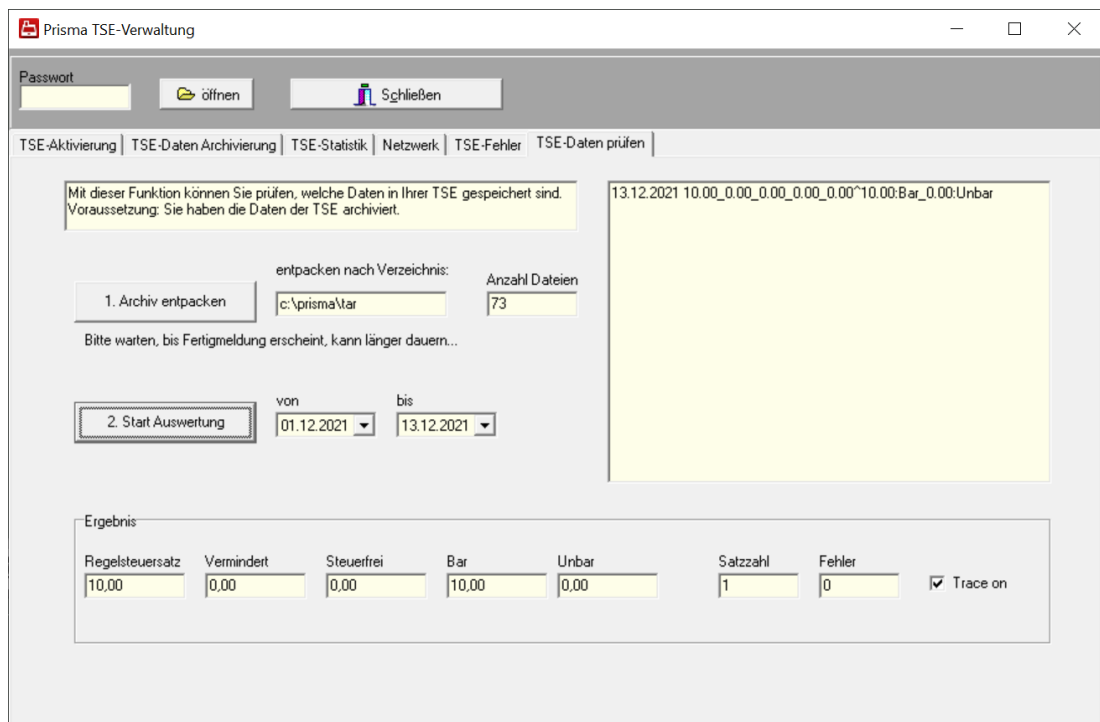 Prisma TSE-Verwaltung
Passwort
öffnen
Schließen
TSE-Aktivierung TSE-Daten Archivierung TSE-Statistik Netzwerk TSE-Fehler TSE-Daten prüfen
Mit dieser Funktion können Sie prüfen, welche Daten in Ihrer TSE gespeichert sind.
Voraussetzung: Sie haben die Daten der TSE archiviert.
13.12.2021 10.00_0.00_0.00_0.00_0.00^10.00:Bar_0.00:Unbar
entpacken nach Verzeichnis:
Anzahl Dateien
1. Archiv entpacken
c:\prisma\tar
73
Bitte warten, bis Fertigmeldung erscheint, kann länger dauern...
von
bis
2. Start Auswertung
01.12.2021
13.12.2021
Ergebnis
Regelsteuersatz Vermindert Steuerfrei Bar Unbar Satzzahl Fehler
10,00 0,00 0,00 10,00 0,00 1 0 Trace on